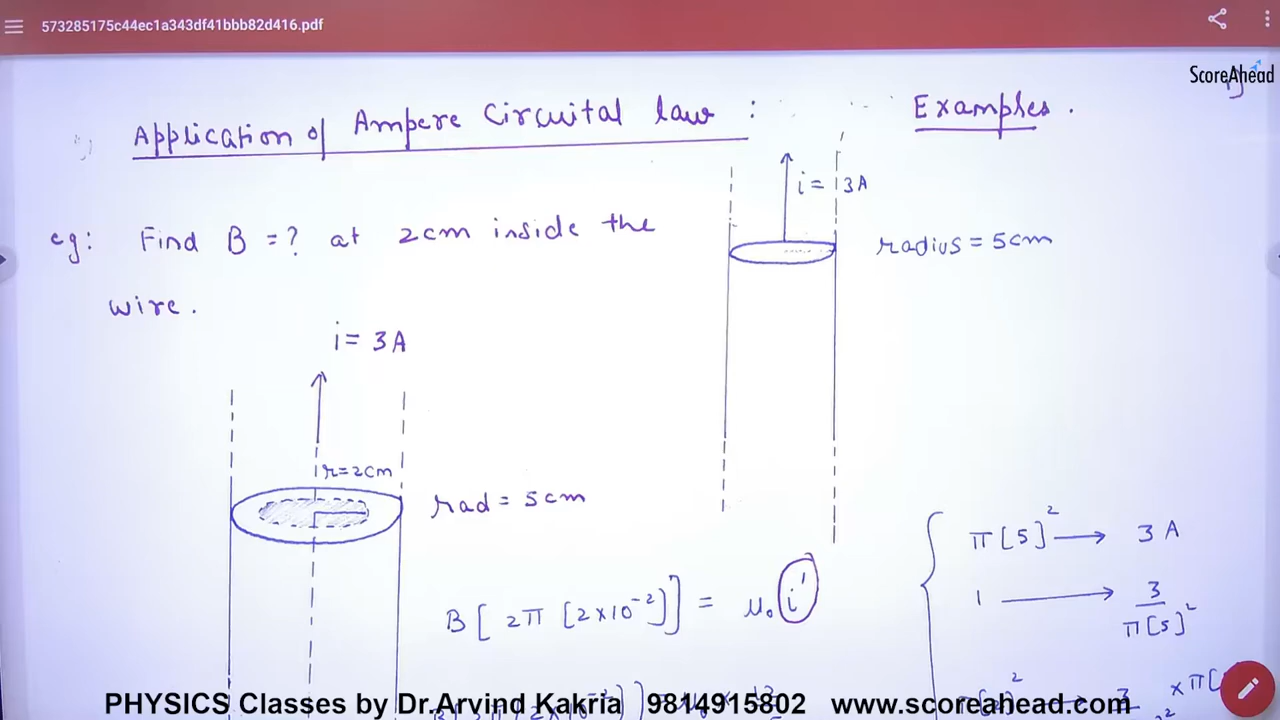 573285175c44ec1a343df41bbb82d416.pdf
ScoreAhead
Application of Ampere Circuital law : Examples.
i = 3A
radius = 5cm
eg: Find B = ? at 2cm inside the
wire.
i = 3A
r=2cm
rad = 5cm
π[5]² → 3A
B[2π[2×10⁻²]] = μ₀ i'
1 → 3/π[5]²
PHYSICS Classes by Dr.Arvind Kakria 9814915802 www.scoreahead.com